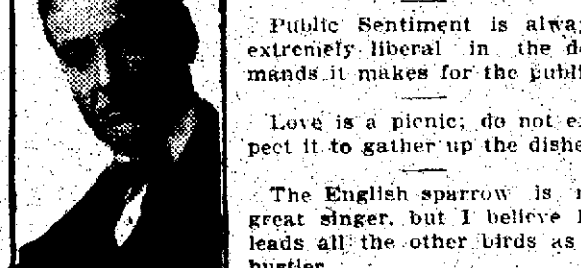 Public Sentiment is alwa
extremely liberal in the d
mands it makes for the publi
Love is a picnic; do not e
pect it to gather up the dishe
The English sparrow is
great singer, but I believe
leads all the other birds as
hustler